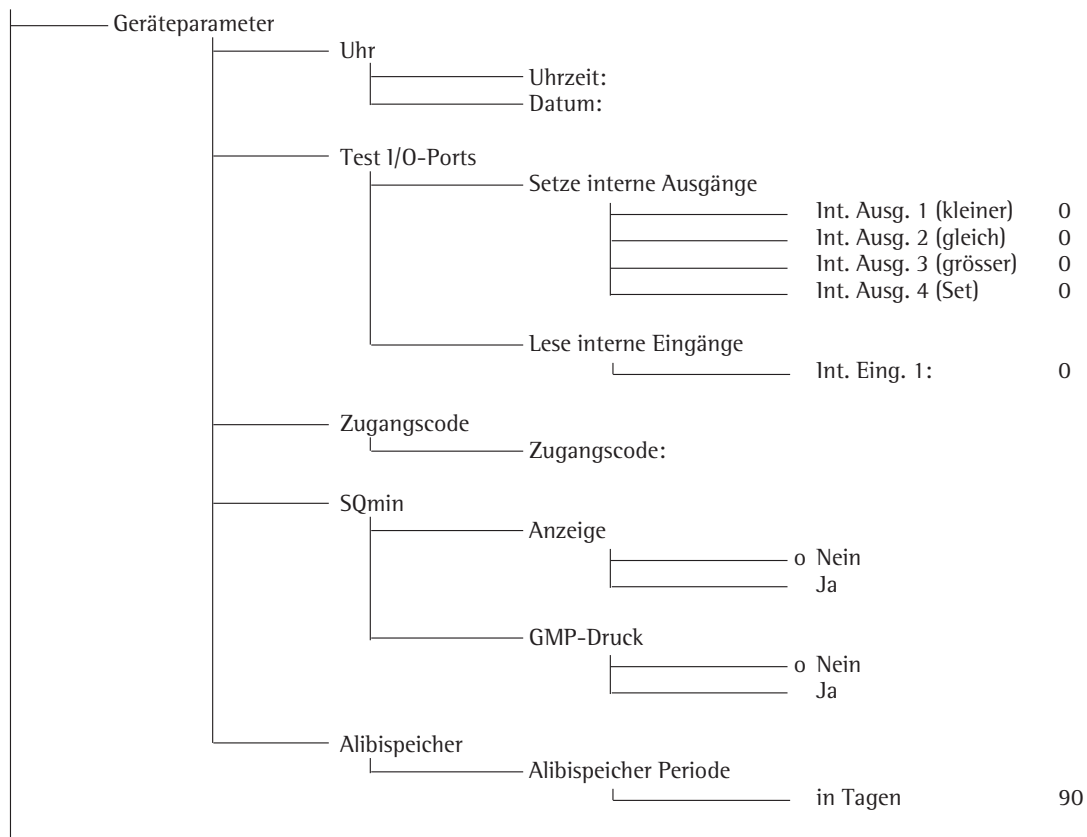 Geräteparameter
Uhr
Uhrzeit:
Datum:
Test I/O-Ports
Setze interne Ausgänge
Int. Ausg. 1 (kleiner) 0
Int. Ausg. 2 (gleich) 0
Int. Ausg. 3 (grösser) 0
Int. Ausg. 4 (Set) 0
Lese interne Eingänge
Int. Eing. 1: 0
Zugangscode
Zugangscode:
SQmin
Anzeige
o Nein
Ja
GMP-Druck
o Nein
Ja
Alibispeicher
Alibispeicher Periode
in Tagen 90